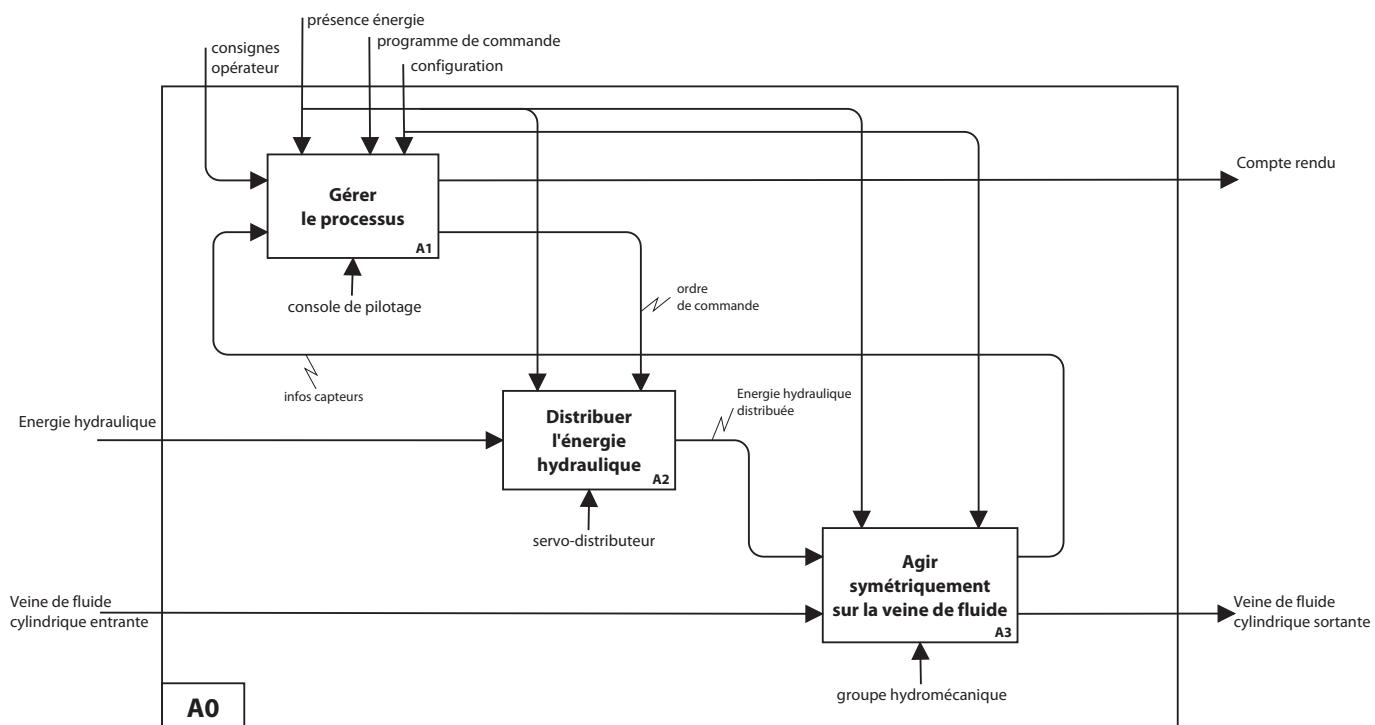 présence énergie
programme de commande
consignes
opérateur
configuration
Compte rendu
Gérer
le processus
A1
console de pilotage
ordre
de commande
infos capteurs
Energie hydraulique
distribuée
Energie hydraulique
Distribuer
l'énergie
hydraulique
A2
servo-distributeur
Agir
symétriquement
sur la veine de fluide
A3
Veine de fluide
cylindrique entrante
Veine de fluide
cylindrique sortante
groupe hydromécanique
A0